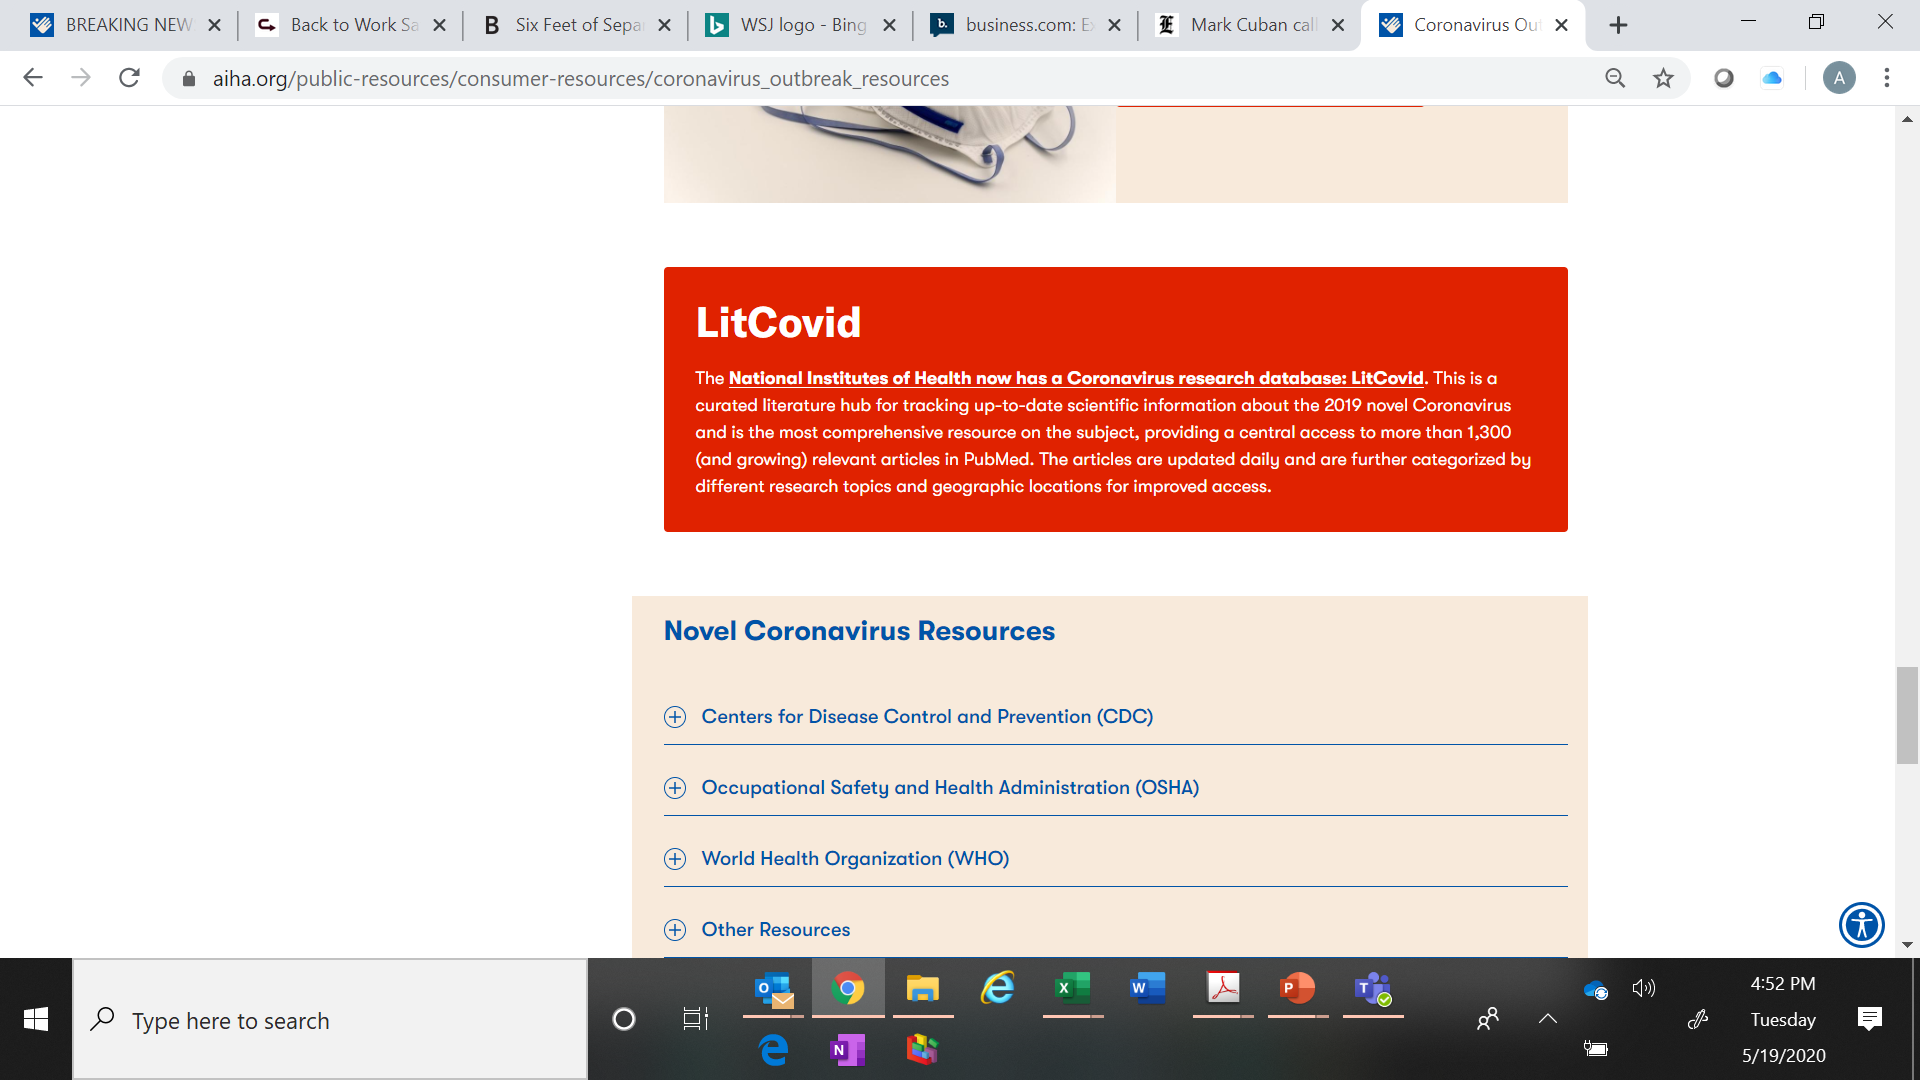 BREAKING NEW
Back to Work Sa
B
Six Feet of Sepa
WSJ logo - Bing
b.
business.com: E
Mark Cuban cal
Coronavirus Ou
aiha.org/public-resources/consumer-resources/coronavirus_outbreak_resources
A
LitCovid
The National Institutes of Health now has a Coronavirus research database: LitCovid. This is a
curated literature hub for tracking up-to-date scientific information about the 2019 novel Coronavirus
and is the most comprehensive resource on the subject, providing a central access to more than 1,300
(and growing) relevant articles in PubMed. The articles are updated daily and are further categorized by
different research topics and geographic locations for improved access.
Novel Coronavirus Resources
Centers for Disease Control and Prevention (CDC)
Occupational Safety and Health Administration (OSHA)
World Health Organization (WHO)
Other Resources
Type here to search
4:52 PM
Tuesday
5/19/2020